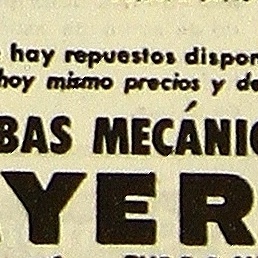 hay repuestos dispon
hoy mismo precios y de
BAS MECÁNIC
YER